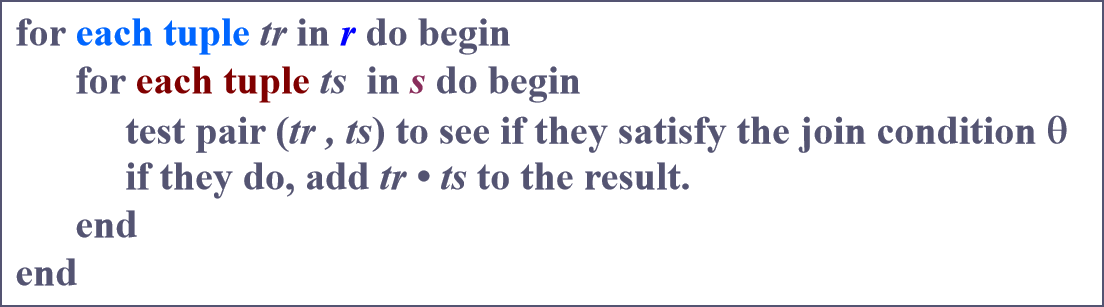 for each tuple tr in r do begin
for each tuple ts in s do begin
test pair (tr , ts) to see if they satisfy the join condition θ
if they do, add tr • ts to the result.
end
end